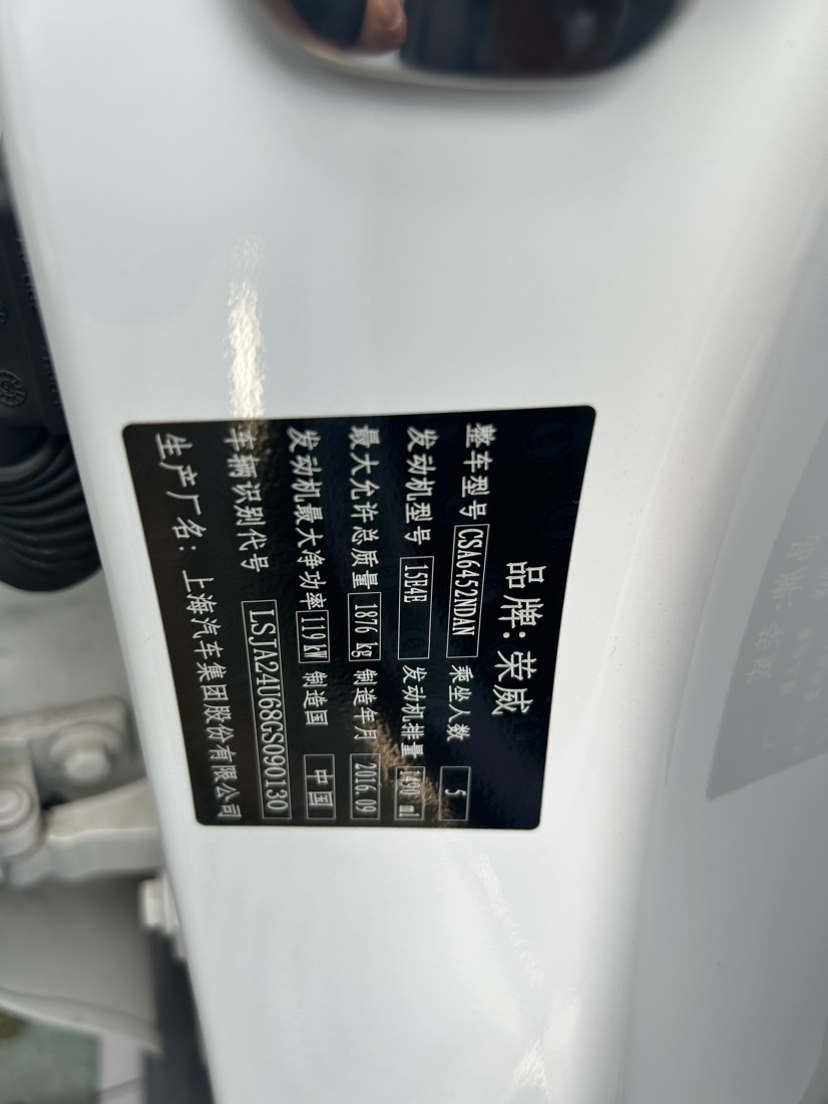 品牌: 荣威
整车型号 CSA6452NDAN 乘坐人数 5
发动机型号 15E4E 发动机排量 1490 ml
最大允许总质量 1876 kg 制造年月 2016.09
发动机最大净功率 119 kW 制造国 中国
车辆识别代号 LSJA24U68GS090130
生产厂名: 上海汽车集团股份有限公司